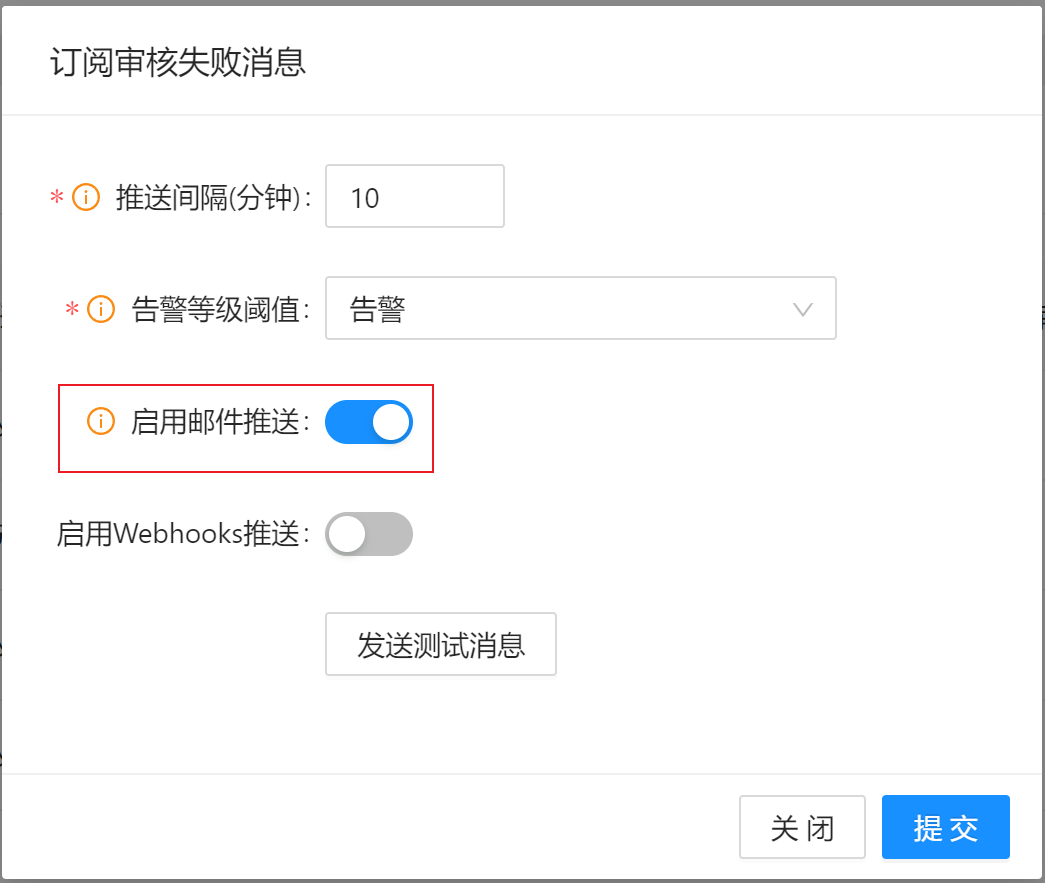 订阅审核失败消息
* 推送间隔(分钟): 10
* 告警等级阈值: 告警
启用邮件推送:
启用Webhooks推送:
发送测试消息
关 闭 提 交